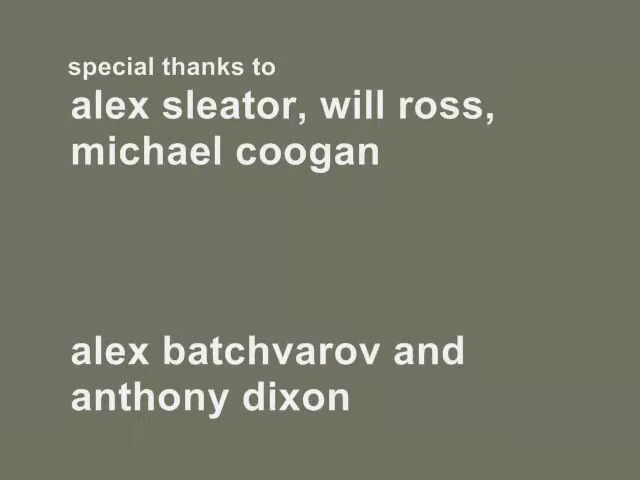 special thanks to
alex sleator, will ross,
michael coogan
alex batchvarov and
anthony dixon